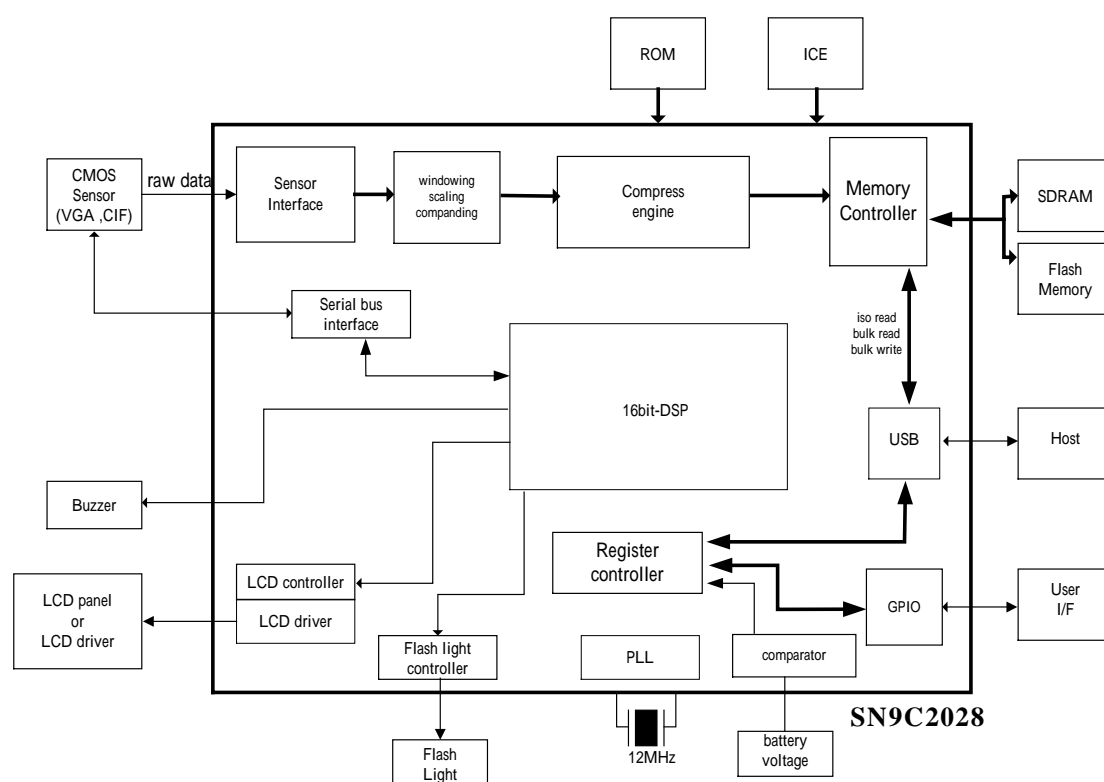 ROM
ICE
CMOS
Sensor
(VGA ,CIF)
raw data
Sensor
Interface
windowing
scaling
companding
Compress
engine
Memory
Controller
SDRAM
Flash
Memory
Serial bus
interface
iso read
bulk read
bulk write
16bit-DSP
USB
Host
Buzzer
Register
controller
LCD controller
LCD driver
LCD panel
or
LCD driver
GPIO
User
I/F
Flash light
controller
PLL
comparator
SN9C2028
12MHz
battery
voltage
Flash
Light